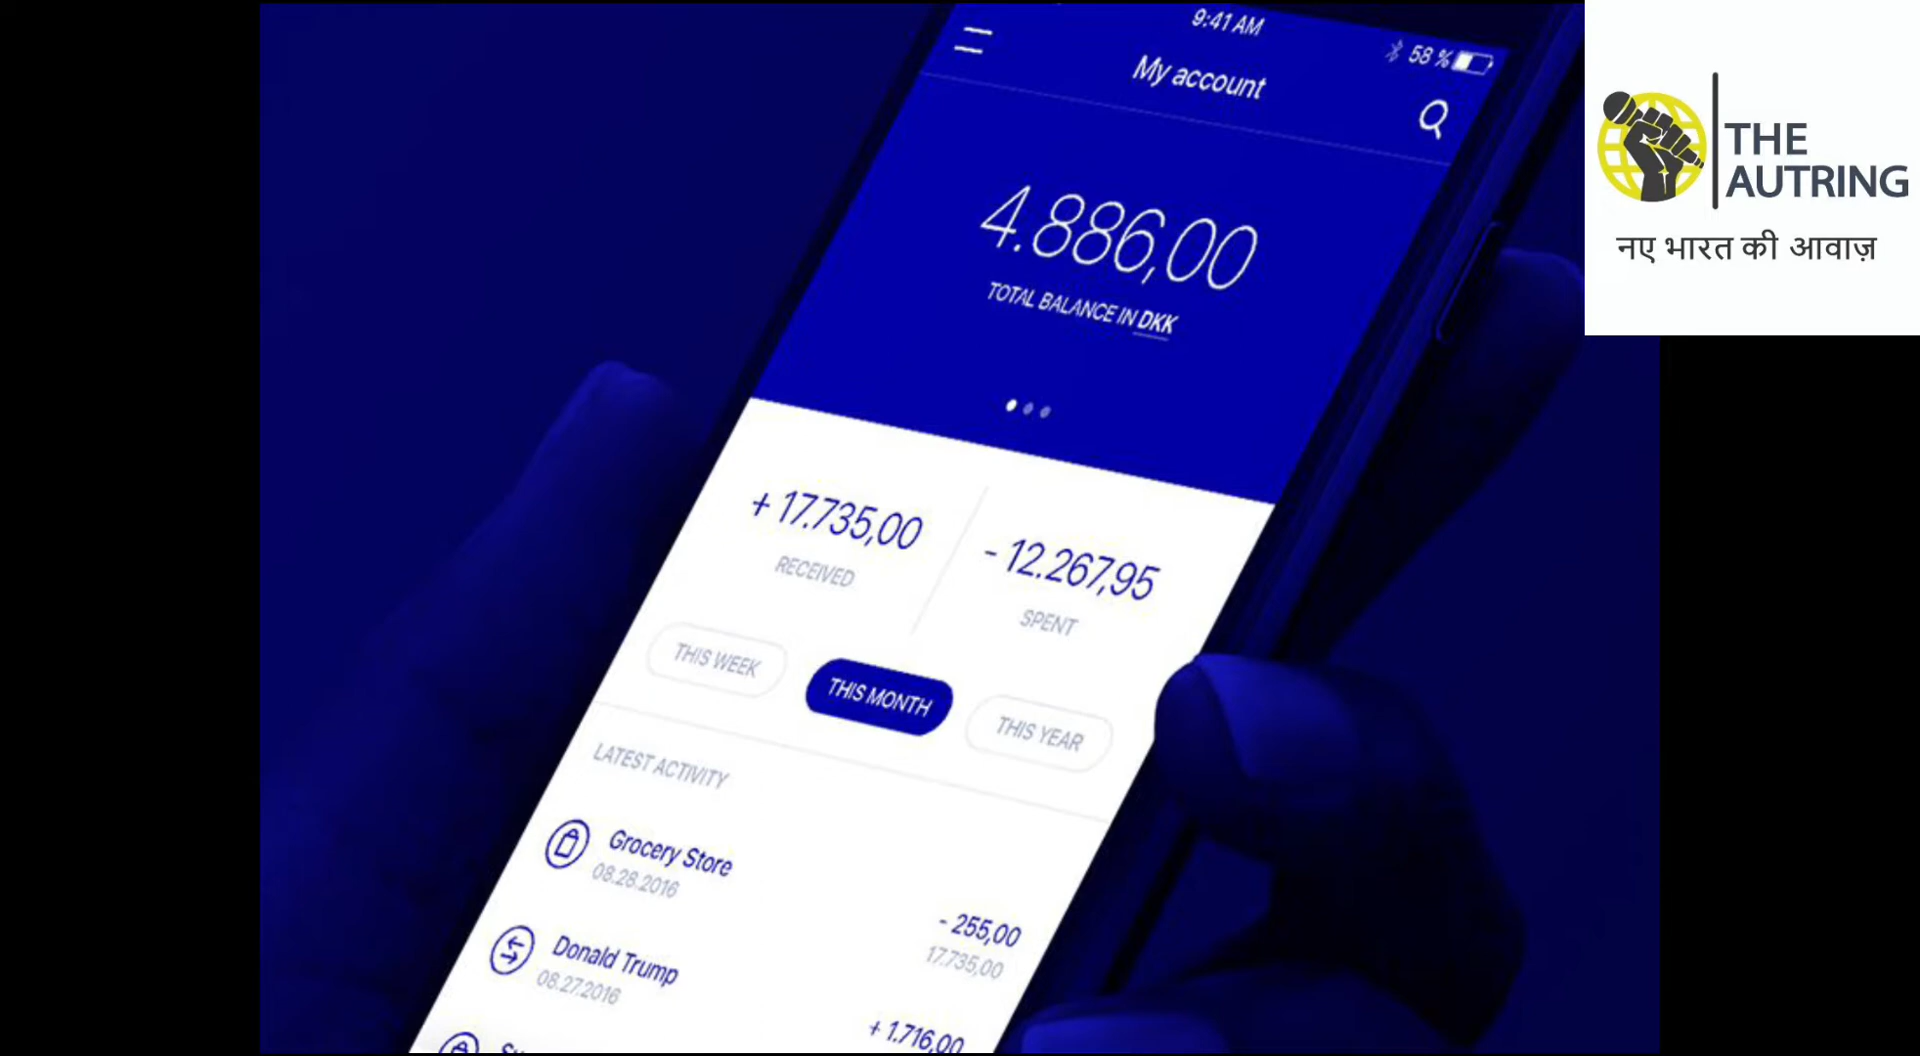 9:41 AM
58 %
My account
4.886,00
TOTAL BALANCE IN DKK
+ 17.735,00
RECEIVED
- 12.267,95
SPENT
THIS WEEK
THIS MONTH
THIS YEAR
LATEST ACTIVITY
Grocery Store
08.28.2016
- 255,00
17.735,00
Donald Trump
08.27.2016
+ 1.716,00
THE
AUTRING
नए भारत की आवाज़